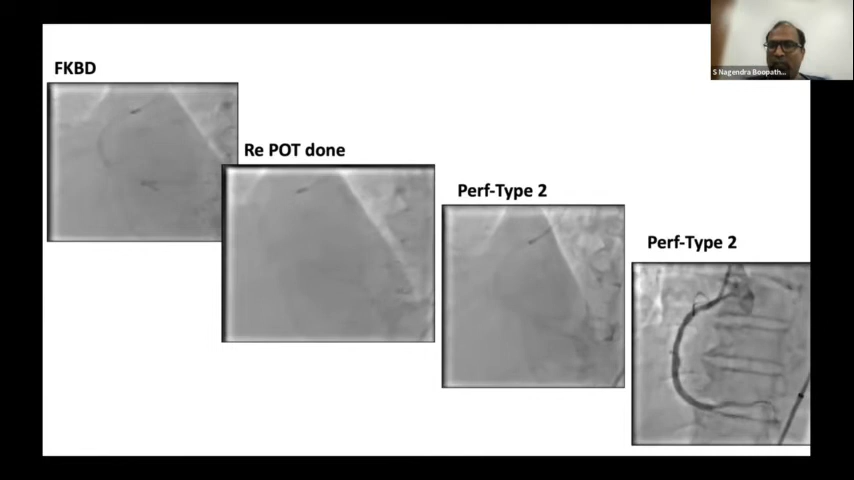 FKBD
Re POT done
Perf-Type 2
Perf-Type 2
S Nagendra Boopath...